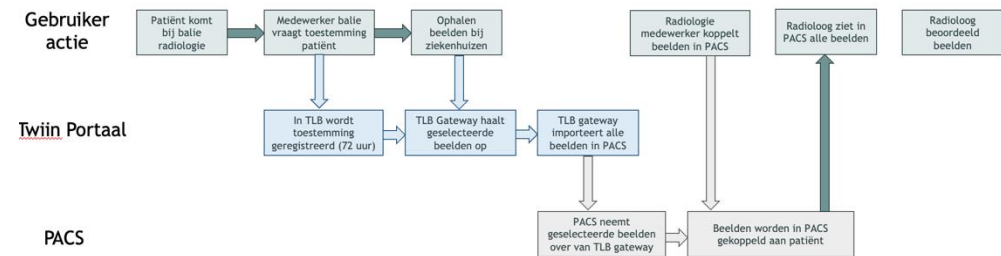 Gebruiker
actie
Patiënt komt
bij balie
radiologie
Medewerker balie
vraagt toestemming
patiënt
Ophalen
beelden bij
ziekenhuizen
Radiologie
medewerker koppelt
beelden in PACS
Radioloog ziet in
PACS alle beelden
Radioloog
beoordeeld
beelden
Twiin Portaal
In TLB wordt
toestemming
geregistreerd (72 uur)
TLB Gateway haalt
geselecteerde
beelden op
TLB gateway
importeert alle
beelden in PACS
PACS
PACS neemt
geselecteerde beelden
over van TLB gateway
Beelden worden in PACS
gekoppeld aan patiënt